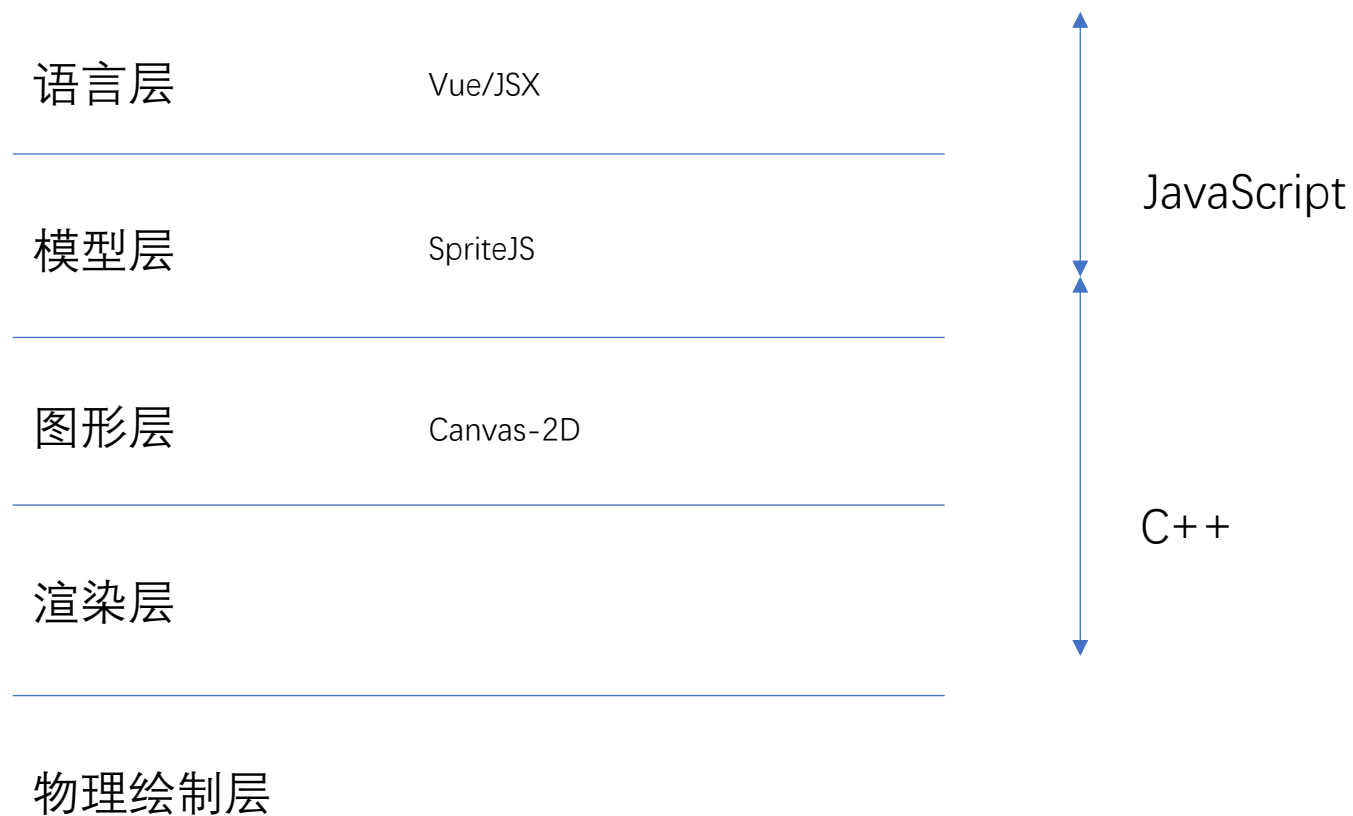 语言层
Vue/JSX
JavaScript
模型层
SpriteJS
图形层
Canvas-2D
C++
渲染层
物理绘制层